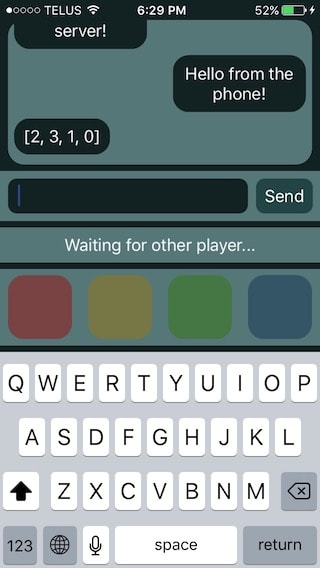 TELUS 6:29 PM 52%
server!
Hello from the
phone!
[2, 3, 1, 0]
Send
Waiting for other player...
Q W E R T Y U I O P
A S D F G H J K L
Z X C V B N M
123 space return